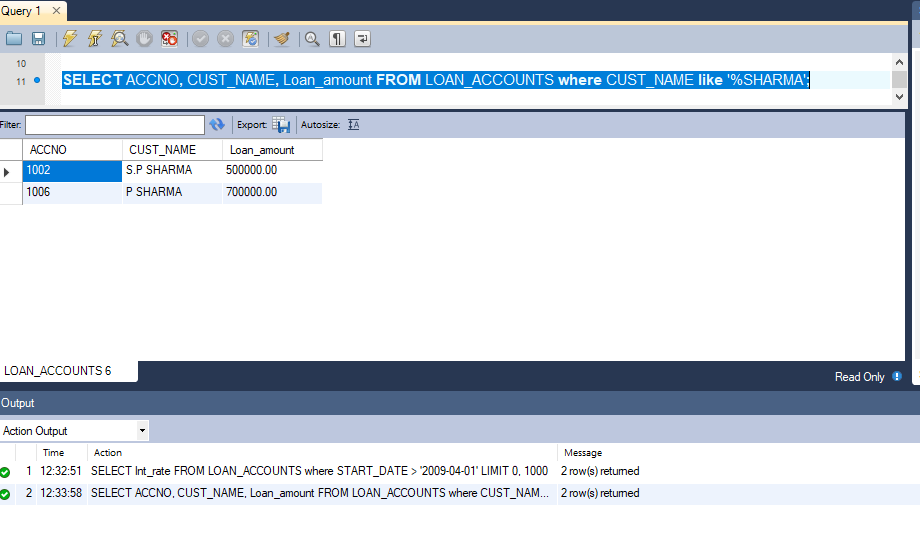 Query 1
10
11 SELECT ACCNO, CUST_NAME, Loan_amount FROM LOAN_ACCOUNTS where CUST_NAME like '%SHARMA';
Filter: Export: Autosize:
ACCNO CUST_NAME Loan_amount
1002 S.P SHARMA 500000.00
1006 P SHARMA 700000.00
LOAN_ACCOUNTS 6
Read Only
Output
Action Output
Time Action Message
1 12:32:51 SELECT Int_rate FROM LOAN_ACCOUNTS where START_DATE > '2009-04-01' LIMIT 0, 1000 2 row(s) returned
2 12:33:58 SELECT ACCNO, CUST_NAME, Loan_amount FROM LOAN_ACCOUNTS where CUST_NAM... 2 row(s) returned